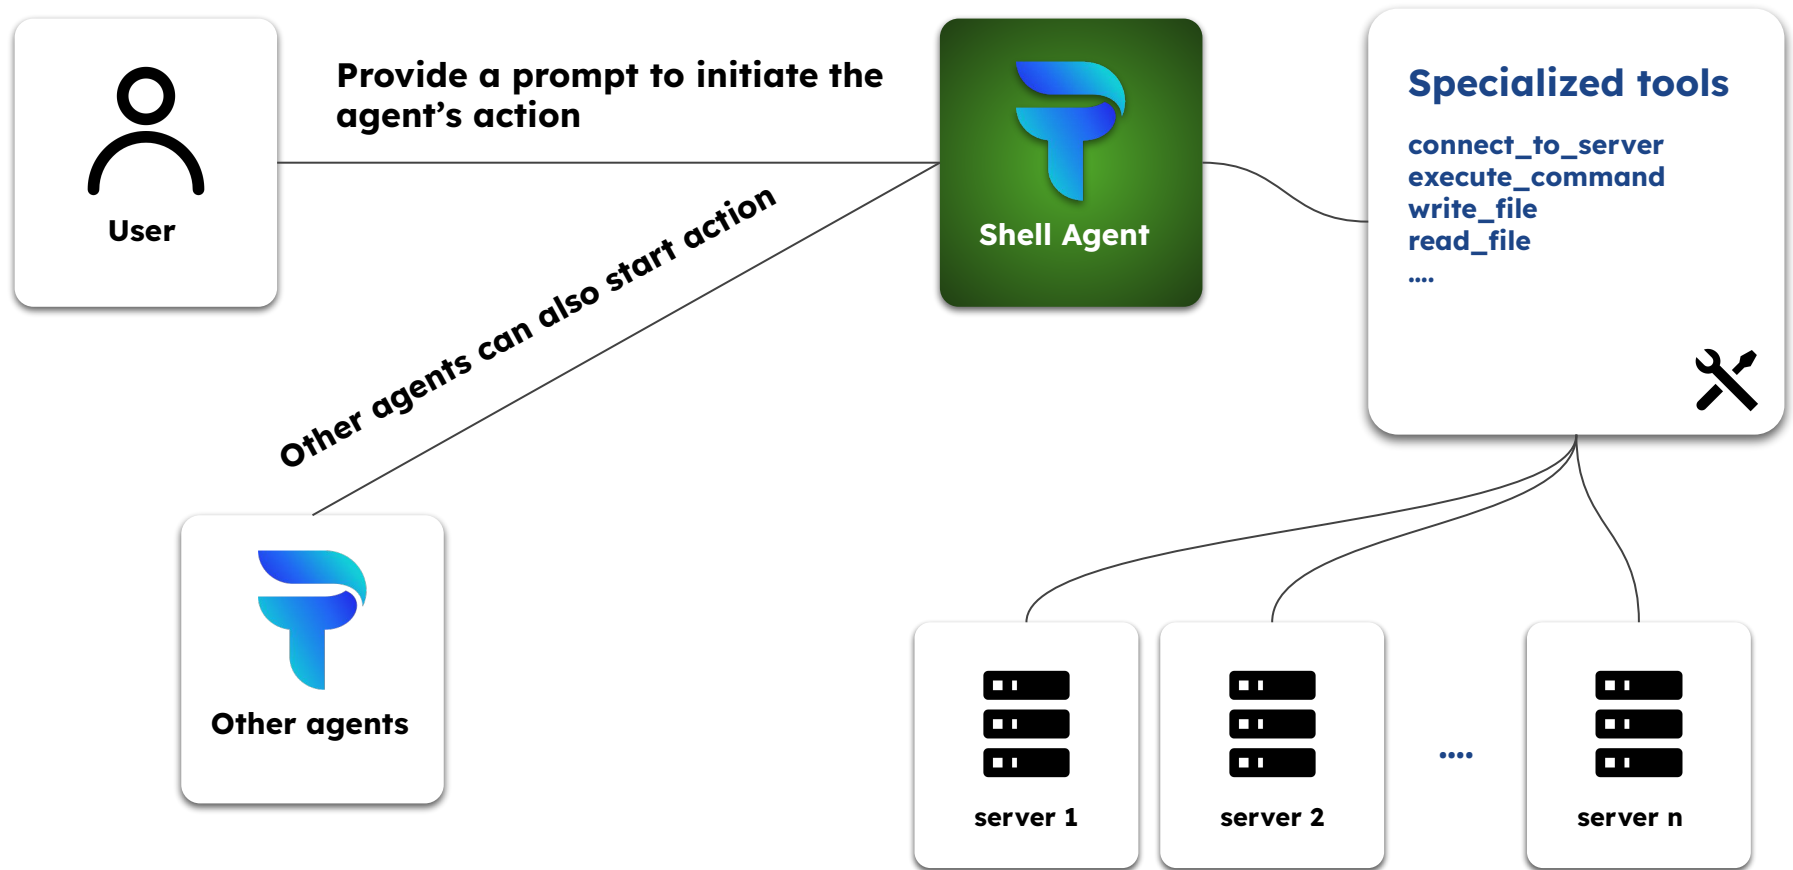 Provide a prompt to initiate the
agent’s action
User
Other agents can also start action
Other agents
Shell Agent
Specialized tools
connect_to_server
execute_command
write_file
read_file
....
server 1
server 2
....
server n